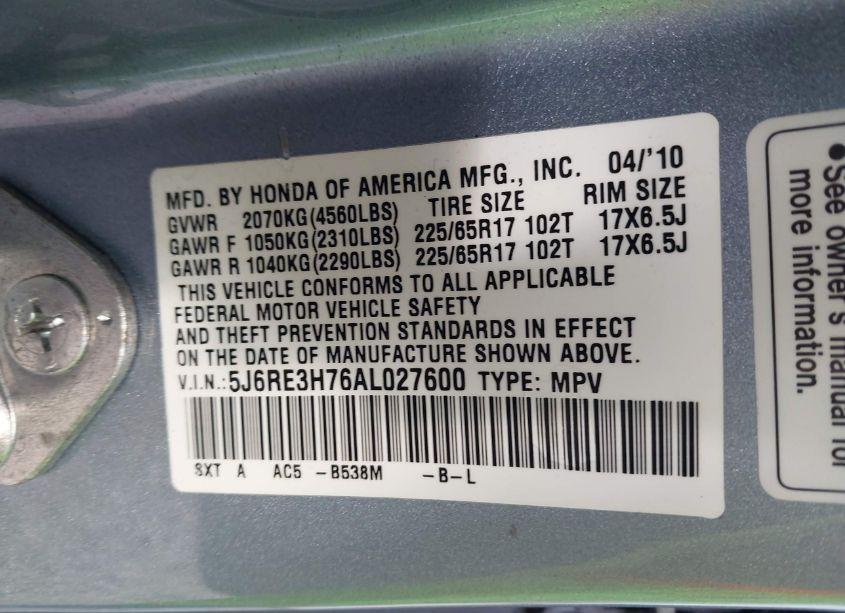 MFD. BY HONDA OF AMERICA MFG., INC. 04/'10
GVWR 2070KG(4560LBS) TIRE SIZE RIM SIZE
GAWR F 1050KG(2310LBS) 225/65R17 102T 17X6.5J
GAWR R 1040KG(2290LBS) 225/65R17 102T 17X6.5J
THIS VEHICLE CONFORMS TO ALL APPLICABLE
FEDERAL MOTOR VEHICLE SAFETY
AND THEFT PREVENTION STANDARDS IN EFFECT
ON THE DATE OF MANUFACTURE SHOWN ABOVE.
V.I.N.:5J6RE3H76AL027600 TYPE: MPV
8XT A AC5 -B538M -B-L
•See owner's manual for
more information.